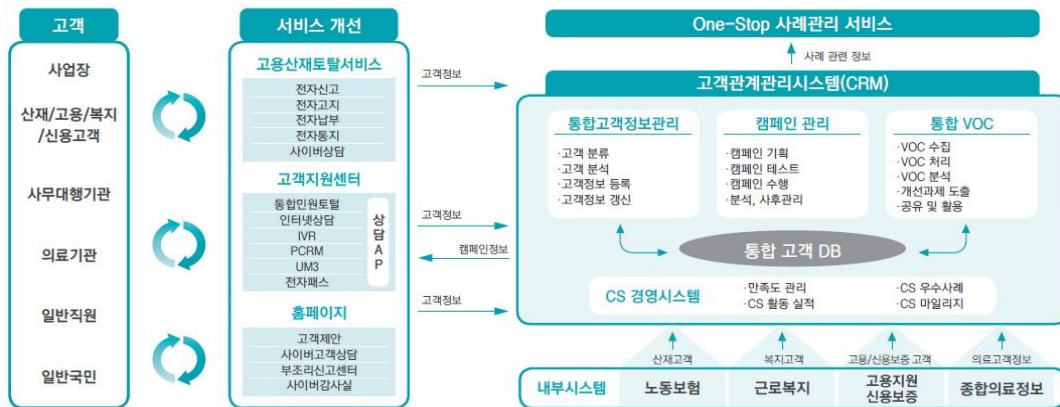 고객
사업장
산재/고용/복지
/신용고객
사무대행기관
의료기관
일반직원
일반국민
서비스 개선
고용산재토탈서비스
전자신고
전자고지
전자납부
전자통지
사이버상담
고객지원센터
통합민원토털
인터넷상담
IVR
PCRM
UM3
전자패스
상담AP
홈페이지
고객제안
사이버고객상담
부조리신고센터
사이버감사실
고객정보
고객정보
캠페인정보
고객정보
One-Stop 사례관리 서비스
사례 관련 정보
고객관계관리시스템(CRM)
통합고객정보관리
·고객 분류
·고객 분석
·고객정보 등록
·고객정보 갱신
캠페인 관리
·캠페인 기획
·캠페인 테스트
·캠페인 수행
·분석, 사후관리
통합 VOC
·VOC 수집
·VOC 처리
·VOC 분석
·개선과제 도출
·공유 및 활용
통합 고객 DB
CS 경영시스템
·만족도 관리
·CS 활동 실적
·CS 우수사례
·CS 마일리지
산재고객
복지고객
고용/신용보증 고객
의료고객정보
내부시스템
노동보험
근로복지
고용지원
신용보증
종합의료정보